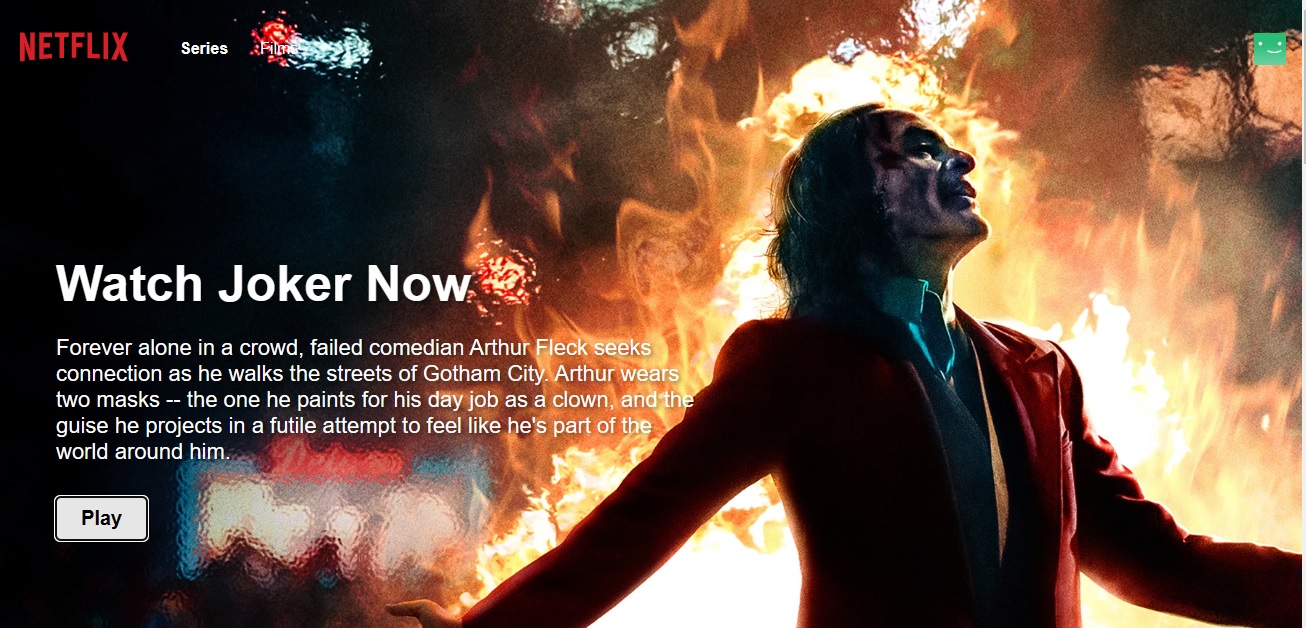 NETFLIX
Series
Films
Watch Joker Now
Forever alone in a crowd, failed comedian Arthur Fleck seeks
connection as he walks the streets of Gotham City. Arthur wears
two masks -- the one he paints for his day job as a clown, and the
guise he projects in a futile attempt to feel like he's part of the
world around him.
Play